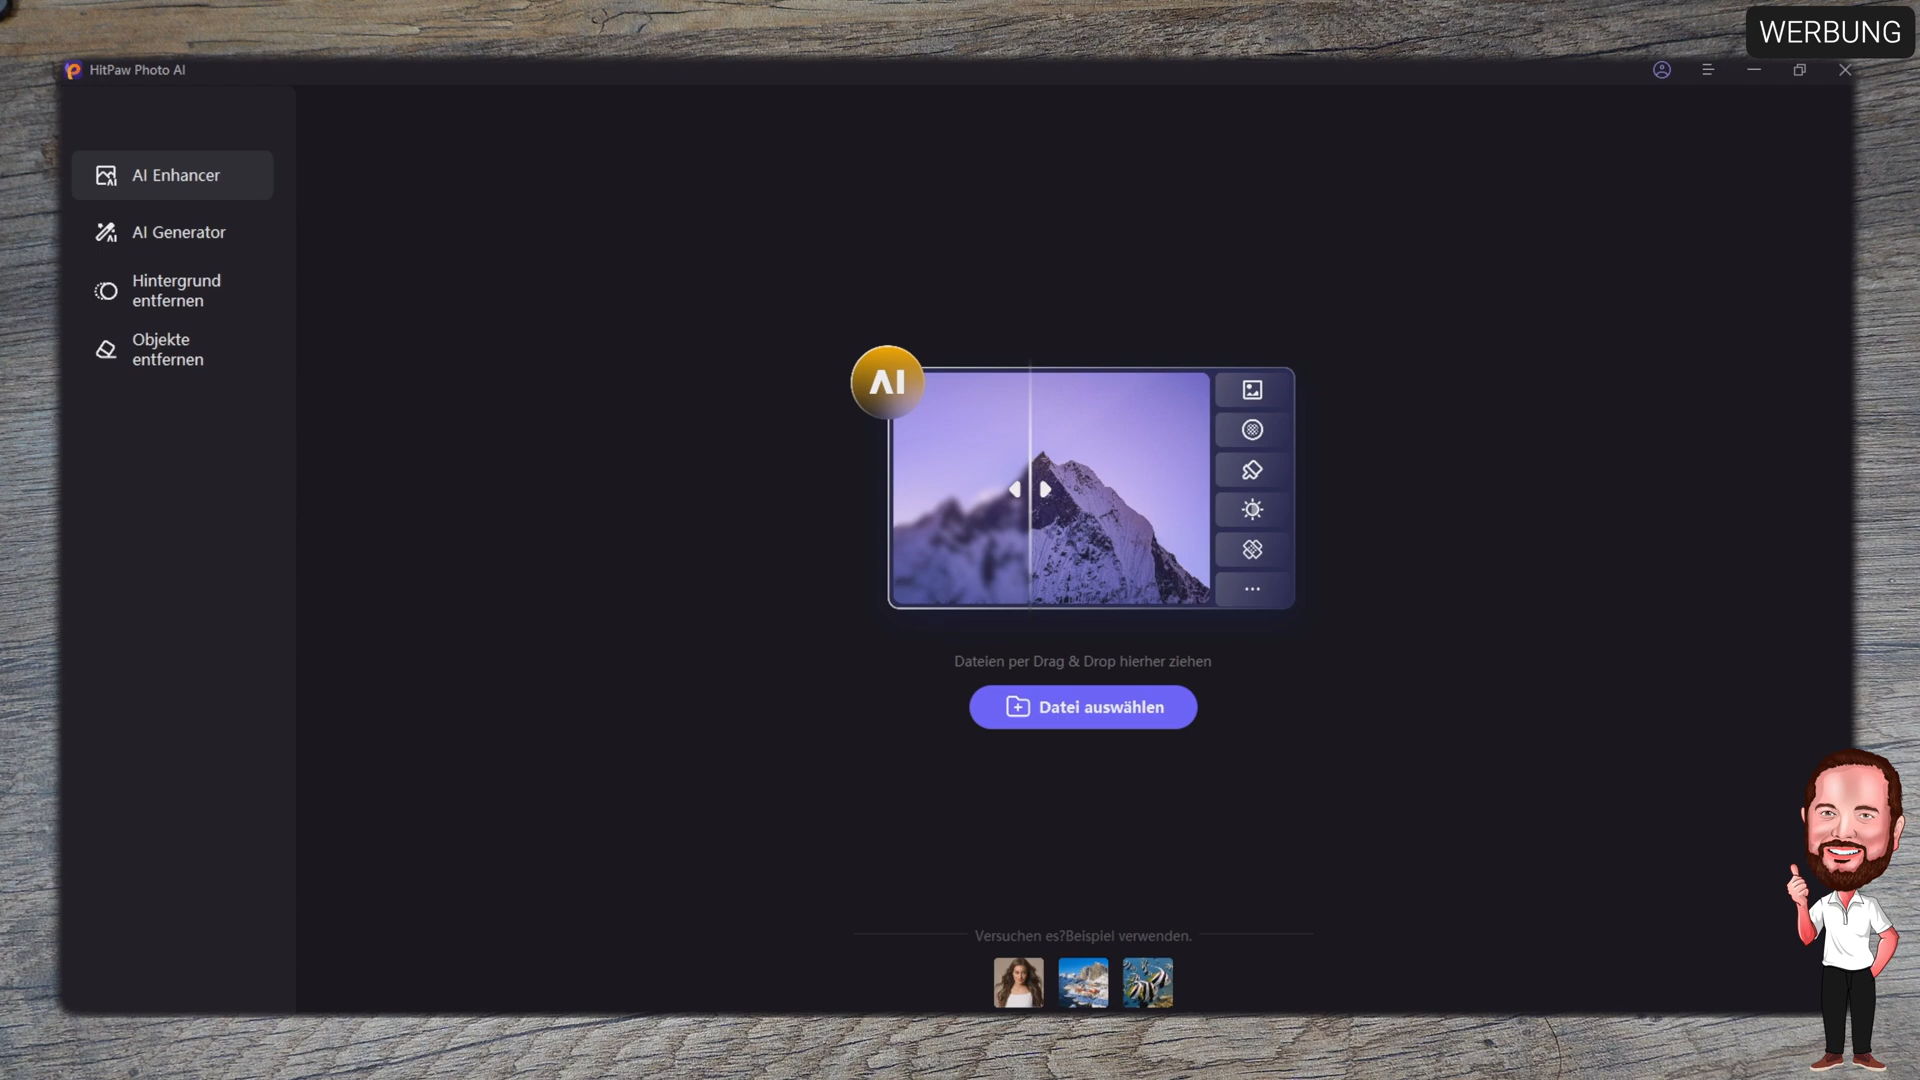 WERBUNG
HitPaw Photo AI
AI Enhancer
AI Generator
Hintergrund
entfernen
Objekte
entfernen
AI
Dateien per Drag & Drop hierher ziehen
Datei auswählen
Versuchen es?Beispiel verwenden.